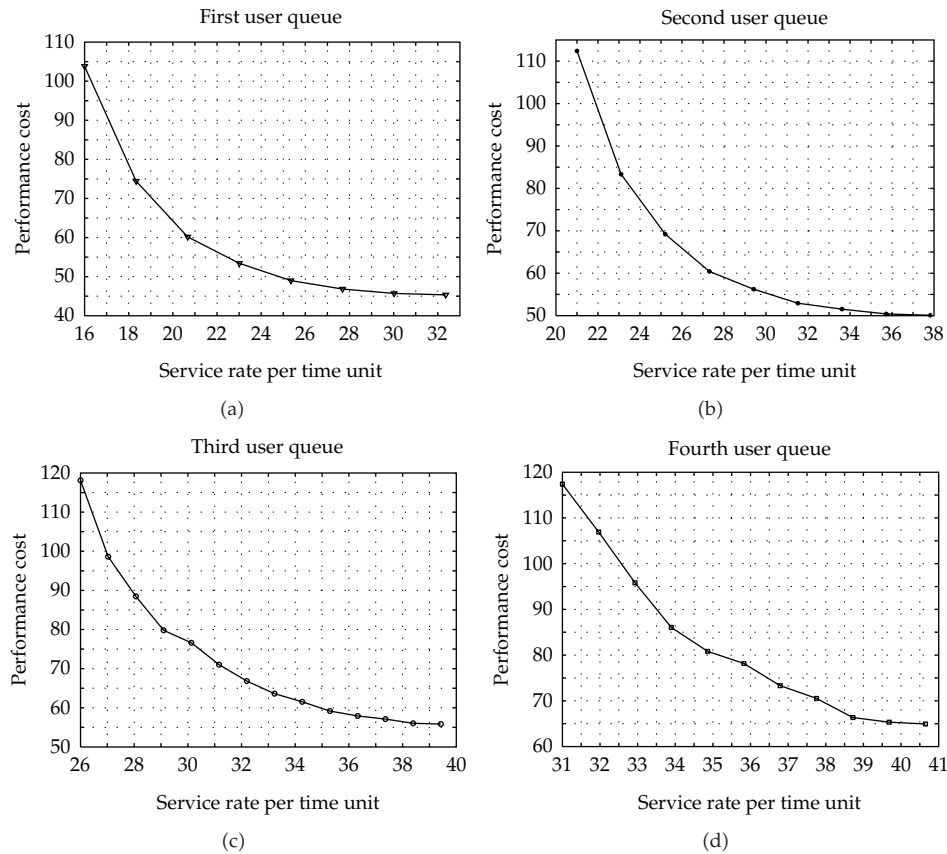 First user queue
Performance cost
110
100
90
80
70
60
50
40
16 18 20 22 24 26 28 30 32
Service rate per time unit
(a)
Second user queue
Performance cost
110
100
90
80
70
60
50
20 22 24 26 28 30 32 34 36 38
Service rate per time unit
(b)
Third user queue
Performance cost
120
110
100
90
80
70
60
50
26 28 30 32 34 36 38 40
Service rate per time unit
(c)
Fourth user queue
Performance cost
120
110
100
90
80
70
60
31 32 33 34 35 36 37 38 39 40 41
Service rate per time unit
(d)